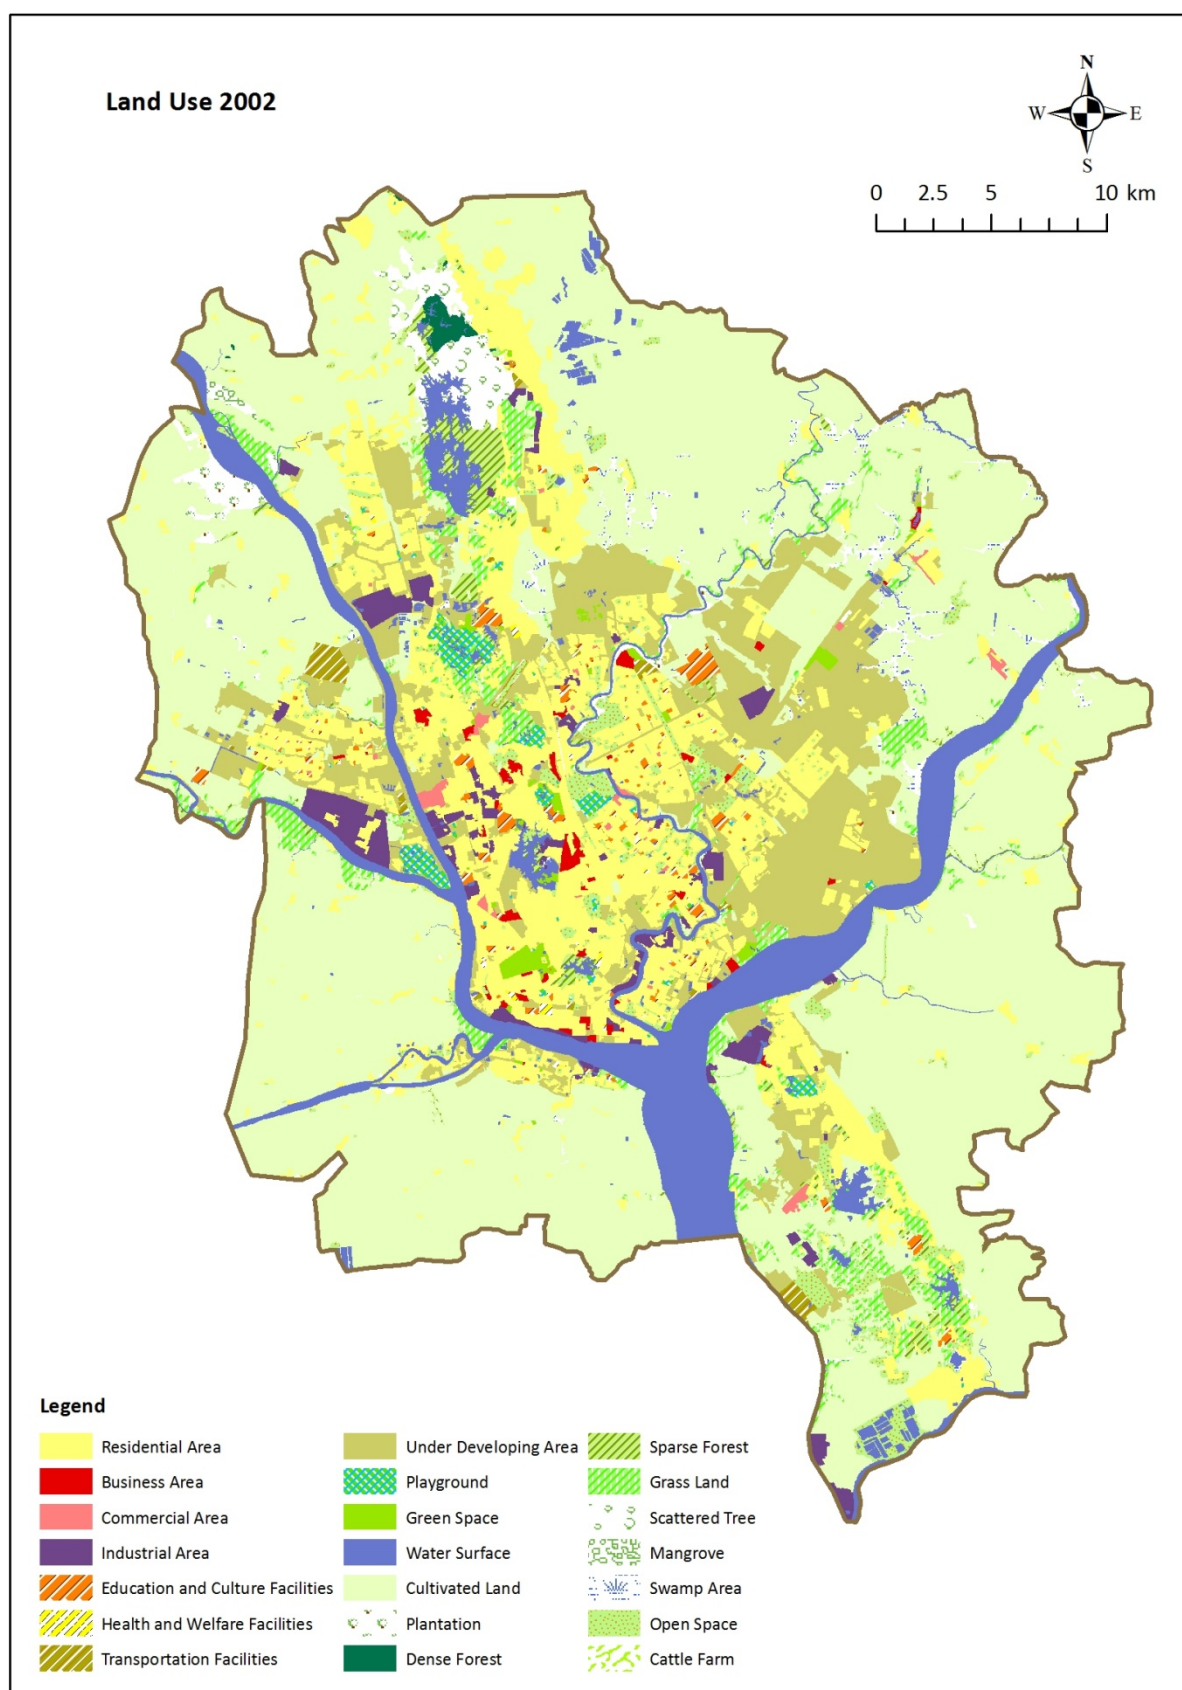 Land Use 2002
N
W E
S
0 2.5 5 10 km
Legend
Residential Area
Business Area
Commercial Area
Industrial Area
Education and Culture Facilities
Health and Welfare Facilities
Transportation Facilities
Under Developing Area
Playground
Green Space
Water Surface
Cultivated Land
Plantation
Dense Forest
Sparse Forest
Grass Land
Scattered Tree
Mangrove
Swamp Area
Open Space
Cattle Farm